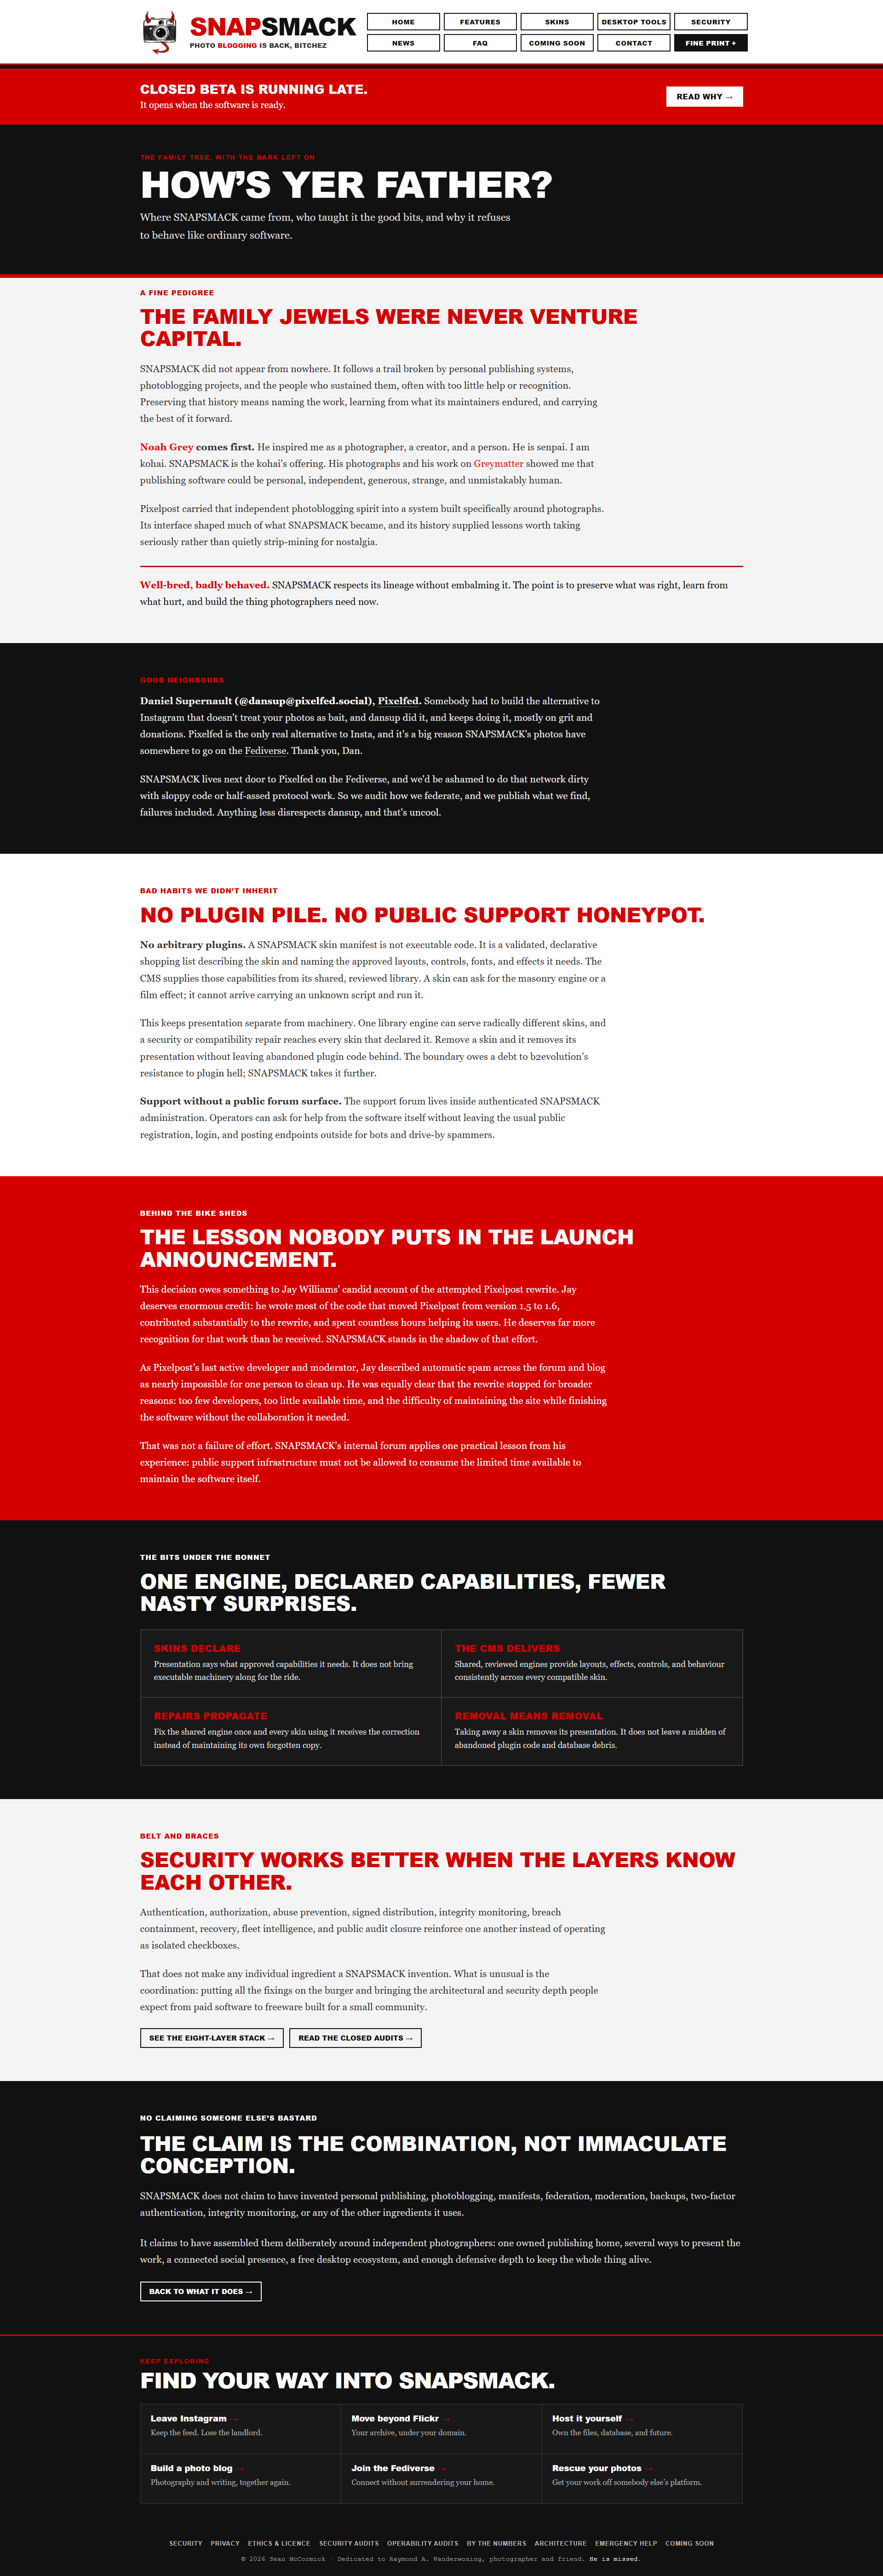 SNAPSMACK
PHOTO BLOGGING IS BACK, BITCHEZ
HOME
FEATURES
SKINS
DESKTOP TOOLS
SECURITY
NEWS
FAQ
COMING SOON
CONTACT
FINE PRINT +
CLOSED BETA IS RUNNING LATE.
It opens when the software is ready.
READ WHY →
THE FAMILY TREE, WITH THE DARK LEFT ON
HOW’S YER FATHER?
Where SNAPSMACK came from, who taught it the good bits, and why it refuses
to behave like ordinary software.
A FINE PEDIGREE
THE FAMILY JEWELS WERE NEVER VENTURE
CAPITAL.
SNAPSMACK did not appear from nowhere. It follows a trail broken by personal publishing systems,
photoblogging projects, and the people who sustained them, often with too little help or recognition.
Preserving that history means naming the work, learning from what its maintainers endured, and carrying
the best of it forward.
Noah Grey comes first. He inspired me as a photographer, a creator, and a person. He is senpai. I am
kohai. SNAPSMACK is the kohai’s offering. His photographs and his work on Greymatter showed me that
publishing software could be personal, independent, generous, strange, and unmistakably human.
Pixelpost carried that independent photoblogging spirit into a system built specifically around photographs.
Its interface shaped much of what SNAPSMACK became, and its history supplied lessons worth taking
seriously rather than quietly strip-mining for nostalgia.
Well-bred, badly behaved. SNAPSMACK respects its lineage without embalming it. The point is to preserve what was right, learn from
what hurt, and build the thing photographers need now.
GOOD NEIGHBOURS
Daniel Supernault (@dansup@pixelfed.social), Pixelfed. Somebody had to build the alternative to
Instagram that doesn't treat your photos as bait, and dansup did it, and keeps doing it, mostly on grit and
donations. Pixelfed is the only real alternative to Insta, and it's a big reason SNAPSMACK's photos have
somewhere to go on the Fediverse. Thank you, Dan.
SNAPSMACK lives next door to Pixelfed on the Fediverse, and we'd be ashamed to do that network dirty
with sloppy code or half-assed protocol work. So we audit how we federate, and we publish what we find,
failures included. Anything less disrespects dansup, and that's uncool.
BAD HABITS WE DIDN’T INHERIT
NO PLUGIN PILE. NO PUBLIC SUPPORT HONEYPOT.
No arbitrary plugins. A SNAPSMACK skin manifest is not executable code. It is a validated, declarative
shopping list describing the skin and naming the approved layouts, controls, fonts, and effects it needs. The
CMS supplies those capabilities from its shared, reviewed library. A skin can ask for the masonry engine or a
film effect; it cannot arrive carrying an unknown script and run it.
This keeps presentation separate from machinery. One library engine can serve radically different skins, and
a security or compatibility repair reaches every skin that declared it. Remove a skin and it removes its
presentation without leaving abandoned plugin code behind. The boundary owes a debt to b2evolution’s
resistance to plugin hell; SNAPSMACK takes it further.
Support without a public forum surface. The support forum lives inside authenticated SNAPSMACK
administration. Operators can ask for help from the software itself without leaving the usual public
registration, login, and posting endpoints outside for bots and drive-by spammers.
BEHIND THE BIKE SHEDS
THE LESSON NOBODY PUTS IN THE LAUNCH
ANNOUNCEMENT.
This decision owes something to Jay Williams’ candid account of the attempted Pixelpost rewrite. Jay
deserves enormous credit: he wrote most of the code that moved Pixelpost from version 1.5 to 1.6,
contributed substantially to the rewrite, and spent countless hours helping its users. He deserves far more
recognition for that work than he received. SNAPSMACK stands in the shadow of that effort.
As Pixelpost’s last active developer and moderator, Jay described automatic spam across the forum and blog
as nearly impossible for one person to clean up. He was equally clear that the rewrite stopped for broader
reasons: too few developers, too little available time, and the difficulty of maintaining the site while finishing
the software without the collaboration it needed.
That was not a failure of effort. SNAPSMACK’s internal forum applies one practical lesson from his
experience: public support infrastructure must not be allowed to consume the limited time available to
maintain the software itself.
THE BITS UNDER THE BONNET
ONE ENGINE, DECLARED CAPABILITIES, FEWER
NASTY SURPRISES.
SKINS DECLARE
Presentation says what approved capabilities it needs. It does not bring
executable machinery along for the ride.
THE CMS DELIVERS
Shared, reviewed engines provide layouts, effects, controls, and behaviour
consistently across every compatible skin.
REPAIRS PROPAGATE
Fix the shared engine once and every skin using it receives the correction
instead of maintaining its own forgotten copy.
REMOVAL MEANS REMOVAL
Taking away a skin removes its presentation. It does not leave a midden of
abandoned plugin code and database debris.
BELT AND BRACES
SECURITY WORKS BETTER WHEN THE LAYERS KNOW
EACH OTHER.
Authentication, authorization, abuse prevention, signed distribution, integrity monitoring, breach
containment, recovery, fleet intelligence, and public audit closure reinforce one another instead of operating
as isolated checkboxes.
That does not make any individual ingredient a SNAPSMACK invention. What is unusual is the
coordination: putting all the fixings on the burger and bringing the architectural and security depth people
expect from paid software to freeware built for a small community.
SEE THE EIGHT-LAYER STACK →
READ THE CLOSED AUDITS →
NO CLAIMING SOMEONE ELSE’S BASTARD
THE CLAIM IS THE COMBINATION, NOT IMMACULATE
CONCEPTION.
SNAPSMACK does not claim to have invented personal publishing, photoblogging, manifests, federation, moderation, backups, two-factor
authentication, integrity monitoring, or any of the other ingredients it uses.
It claims to have assembled them deliberately around independent photographers: one owned publishing home, several ways to present the
work, a connected social presence, a free desktop ecosystem, and enough defensive depth to keep the whole thing alive.
BACK TO WHAT IT DOES →
KEEP EXPLORING
FIND YOUR WAY INTO SNAPSMACK.
Leave Instagram →
Keep the feed. Lose the landlord.
Move beyond Flickr →
Your archive, under your domain.
Host it yourself →
Own the files, database, and future.
Build a photo blog →
Photography and writing, together again.
Join the Fediverse →
Connect without surrendering your home.
Rescue your photos →
Get your work off somebody else’s platform.
SECURITY PRIVACY ETHICS & LICENCE SECURITY AUDITS OPERABILITY AUDITS BY THE NUMBERS ARCHITECTURE EMERGENCY HELP COMING SOON
© 2026 Sean McCormick · Dedicated to Raymond A. Vanderwoning, photographer and friend. He is missed.